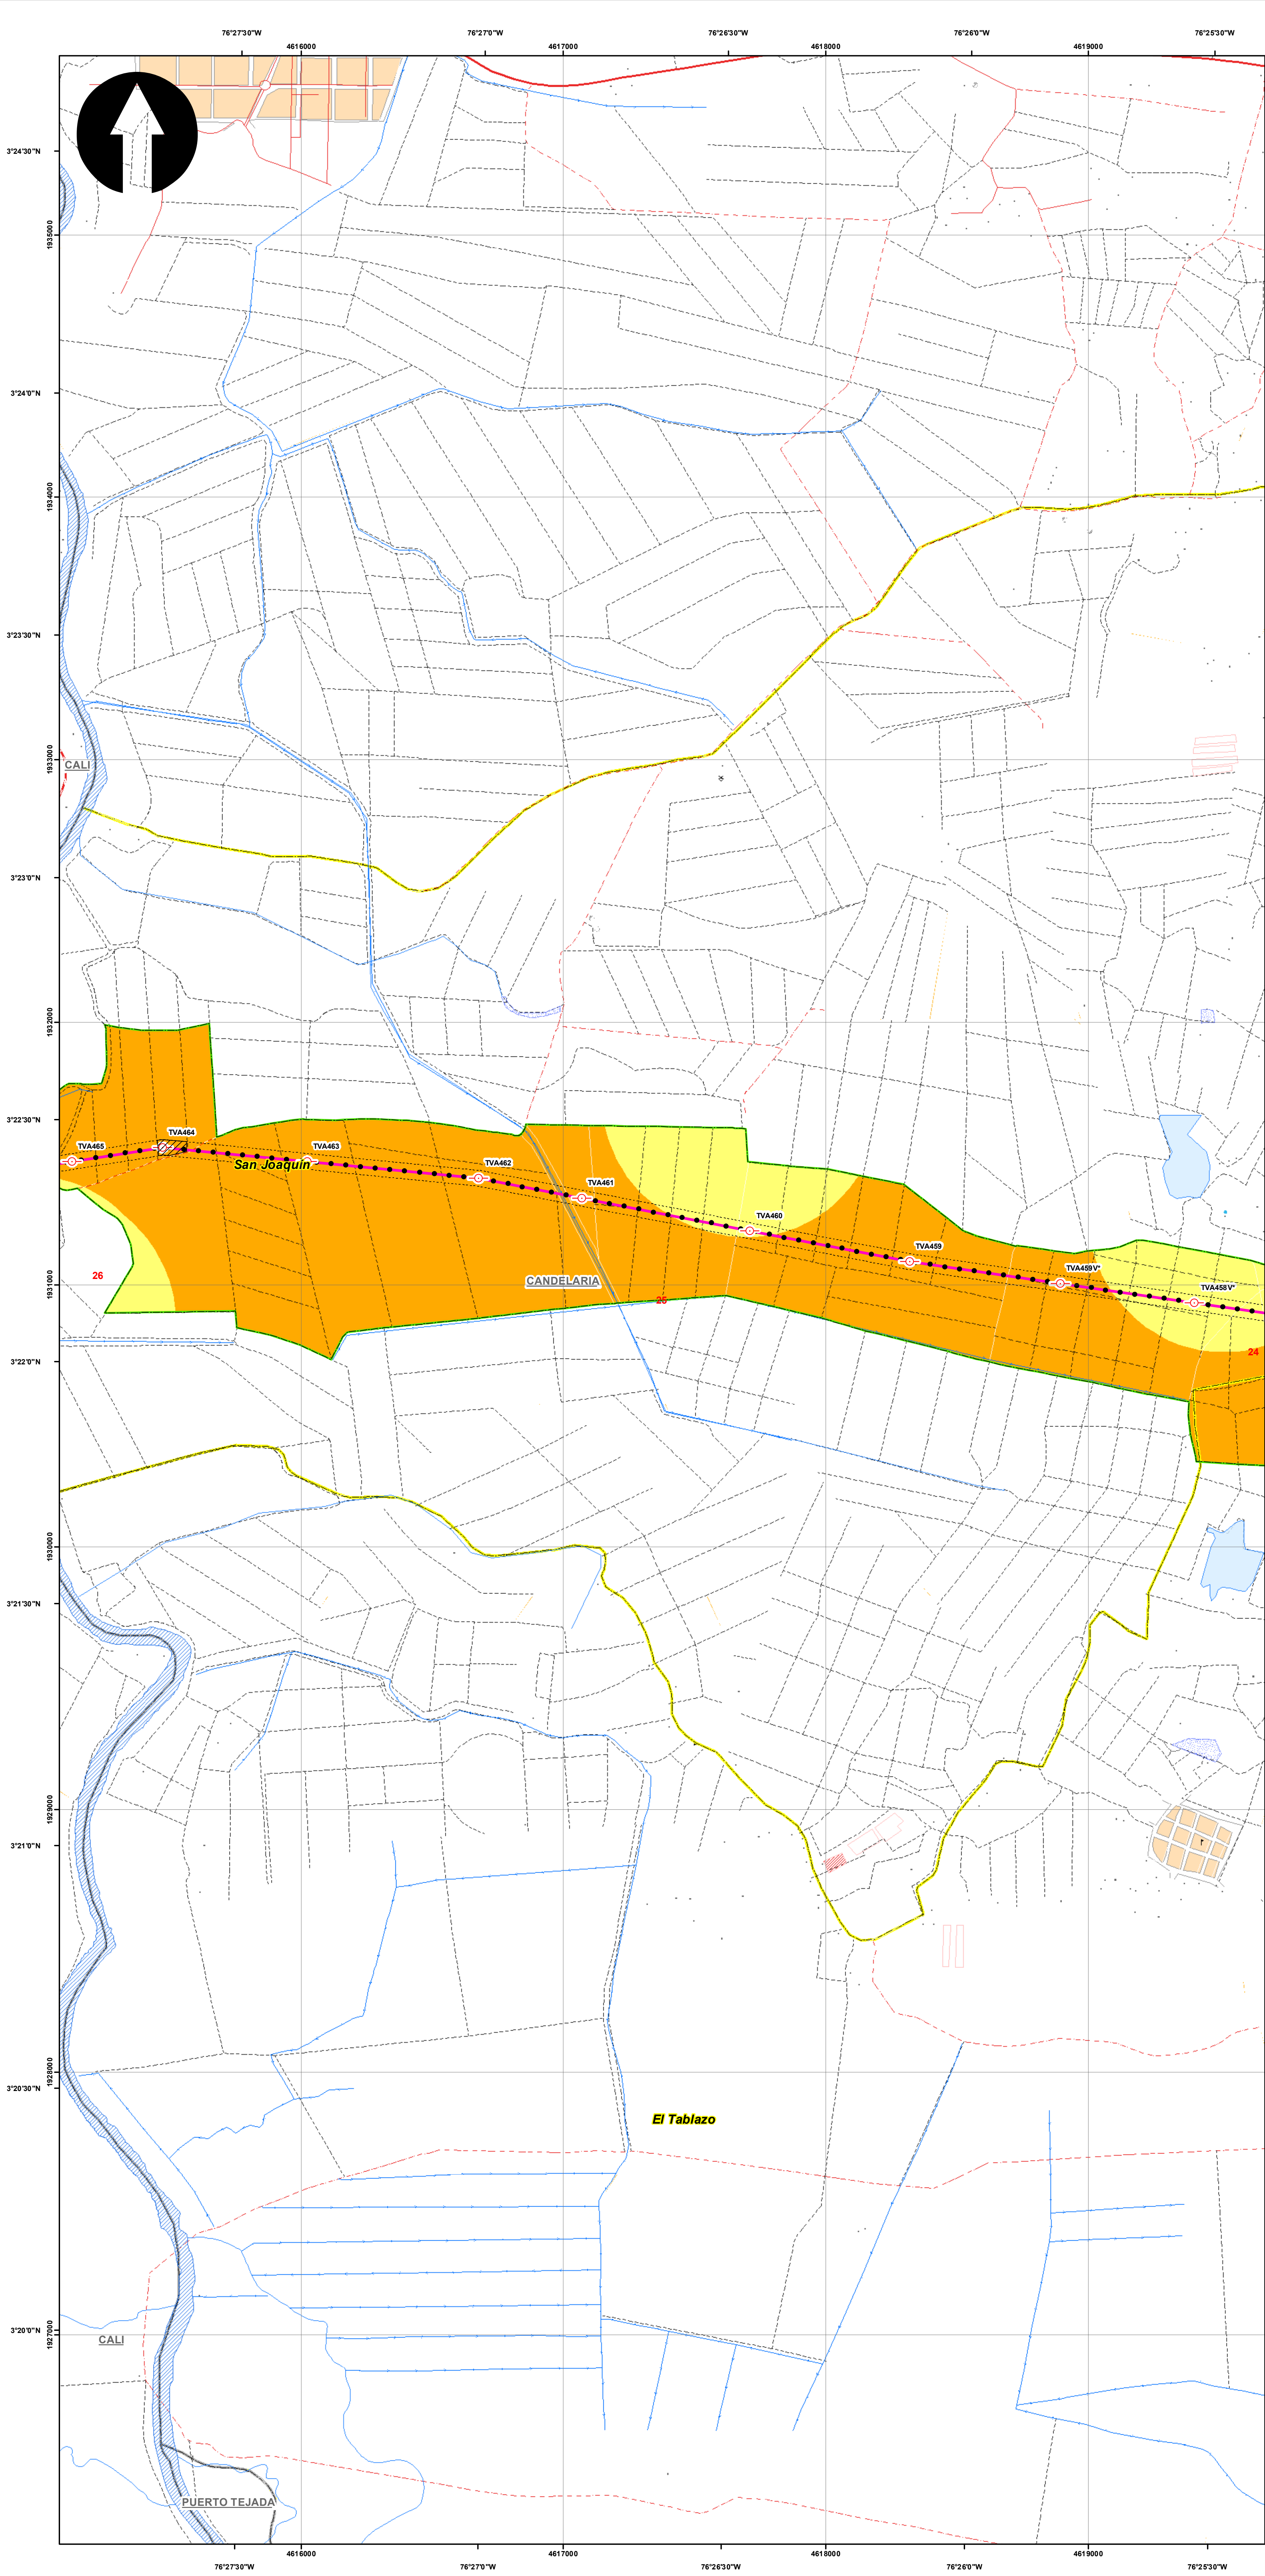 76°27'30"W 76°27'0"W 76°26'30"W 76°26'0"W 76°25'30"W
4616000 4617000 4618000 4619000
3°24'30"N
1935000
3°24'0"N
1934000
3°23'30"N
1933000
CALI
3°23'0"N
1932000
3°22'30"N
TVA465
TVA464
TVA463
San Joaquin
TVA462
TVA461
TVA460
TVA459
TVA459V*
TVA458V*
26
CANDELARIA
1931000
25
24
3°22'0"N
1930000
3°21'30"N
1929000
3°21'0"N
1928000
3°20'30"N
El Tablazo
3°20'0"N
1927000
CALI
PUERTO TEJADA
4616000 4617000 4618000 4619000
76°27'30"W 76°27'0"W 76°26'30"W 76°26'0"W 76°25'30"W